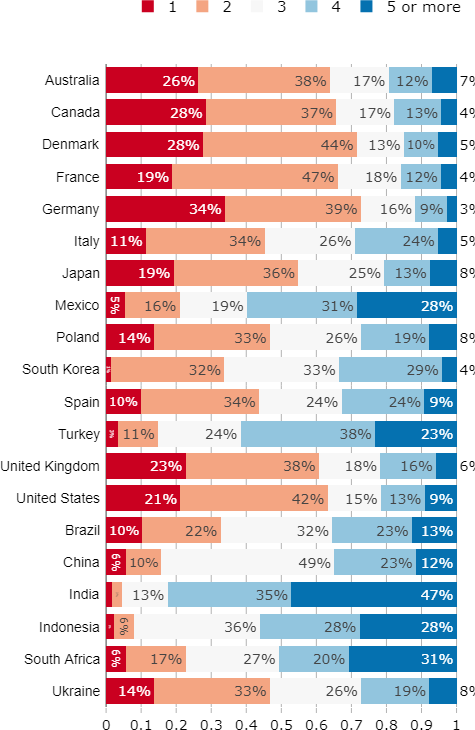 1 2 3 4 5 or more
Australia 26% 38% 17% 12% 7%
Canada 28% 37% 17% 13% 4%
Denmark 28% 44% 13% 10% 5%
France 19% 47% 18% 12% 4%
Germany 34% 39% 16% 9% 3%
Italy 11% 34% 26% 24% 5%
Japan 19% 36% 25% 13% 8%
Mexico 5% 16% 19% 31% 28%
Poland 14% 33% 26% 19% 8%
South Korea 32% 33% 29% 4%
Spain 10% 34% 24% 24% 9%
Turkey 11% 24% 38% 23%
United Kingdom 23% 38% 18% 16% 6%
United States 21% 42% 15% 13% 9%
Brazil 10% 22% 32% 23% 13%
China 6% 10% 49% 23% 12%
India 13% 35% 47%
Indonesia 6% 36% 28% 28%
South Africa 6% 17% 27% 20% 31%
Ukraine 14% 33% 26% 19% 8%
0 0.1 0.2 0.3 0.4 0.5 0.6 0.7 0.8 0.9 1